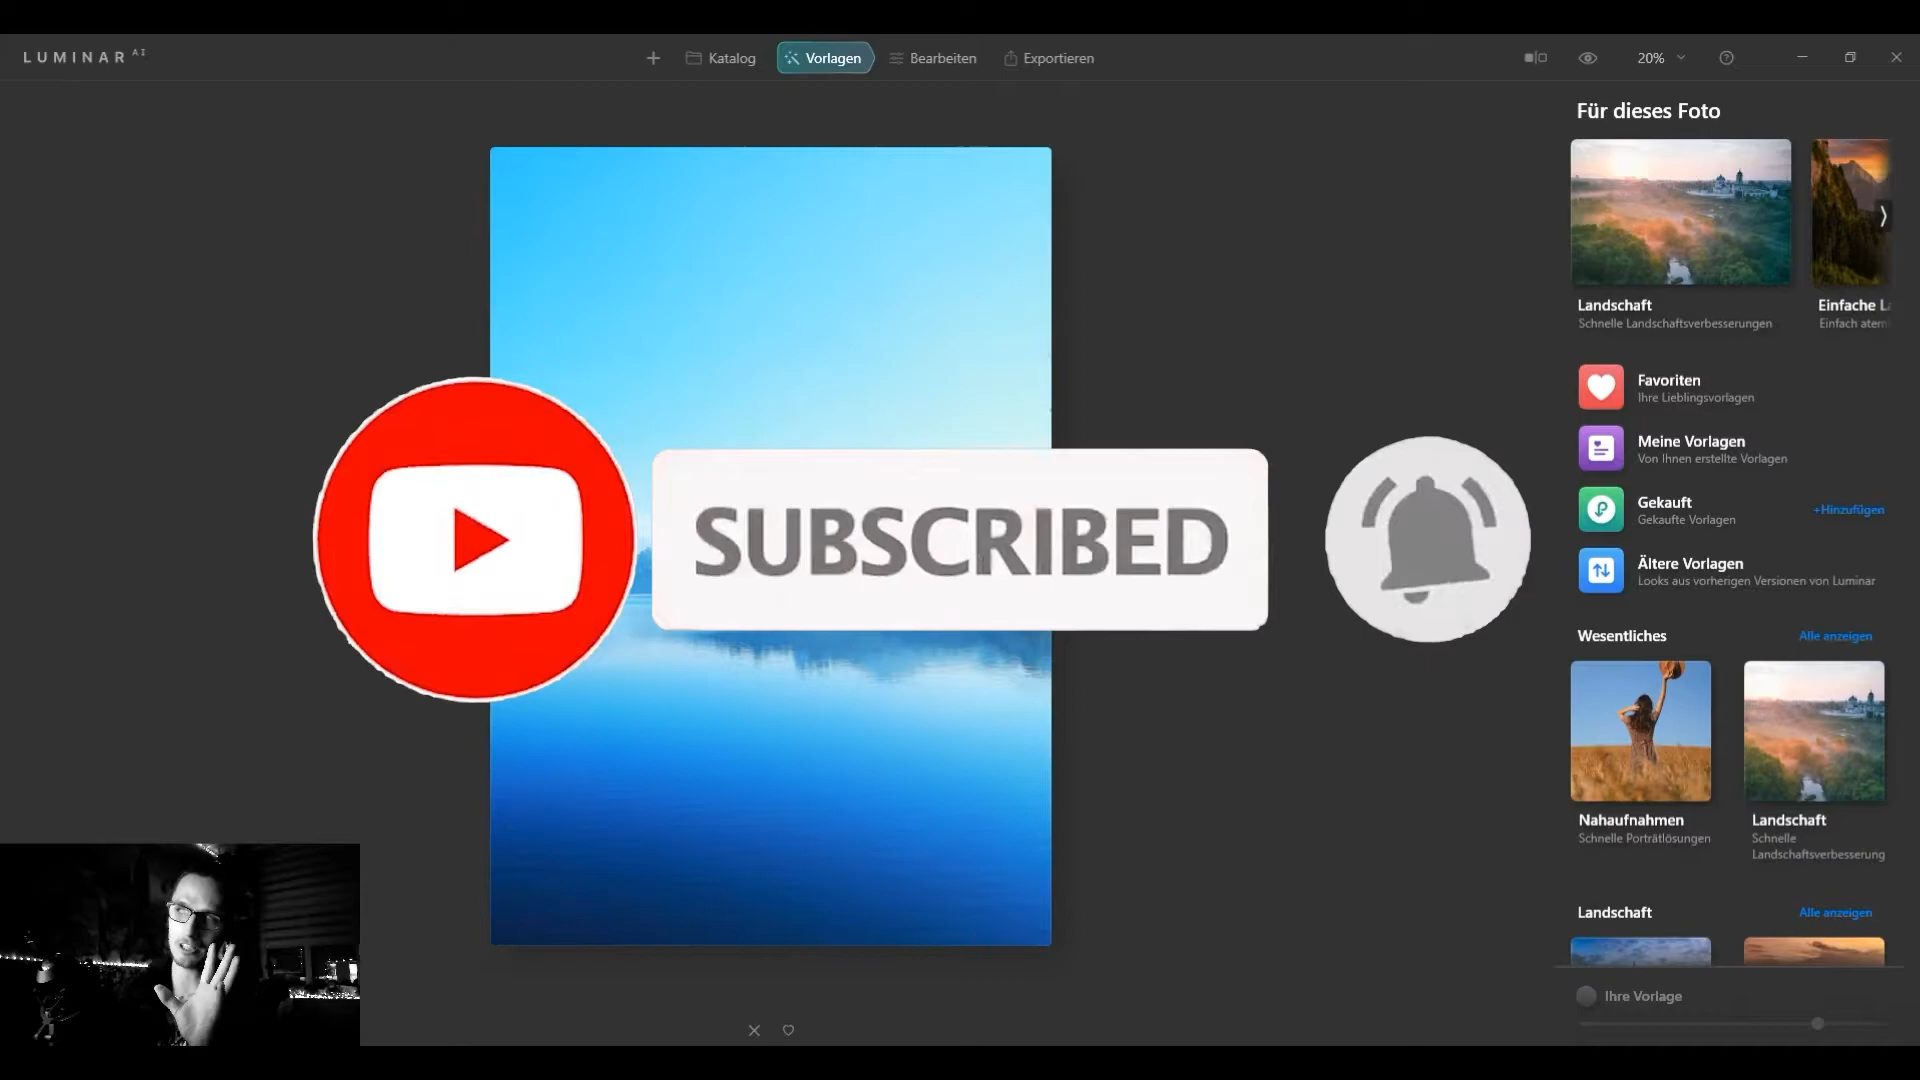 LUMINAR AI
Katalog
Vorlagen
Bearbeiten
Exportieren
20%
Für dieses Foto
Landschaft
Schnelle Landschaftsverbesserungen
Einfache La
Einfach atem
Favoriten
Ihre Lieblingsvorlagen
Meine Vorlagen
Von Ihnen erstellte Vorlagen
Gekauft
Gekaufte Vorlagen
+Hinzufügen
Ältere Vorlagen
Looks aus vorherigen Versionen von Luminar
SUBSCRIBED
Wesentliches
Alle anzeigen
Nahaufnahmen
Schnelle Porträtlösungen
Landschaft
Schnelle
Landschaftsverbesserung
Landschaft
Alle anzeigen
Ihre Vorlage